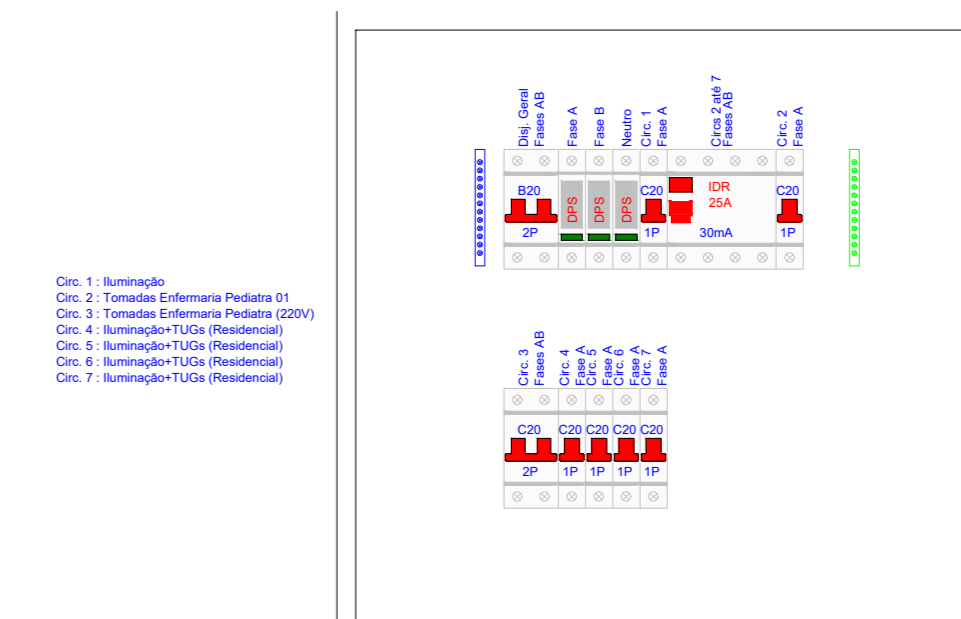 Disj. Geral
Fases AB
Fase A
Fase B
Neutro
Circ. 1
Fase A
Circs 2 até 7
Fases AB
Circ. 2
Fase A
B20
2P
DPS
DPS
DPS
C20
1P
IDR
25A
30mA
C20
1P
Circ. 1 : Iluminação
Circ. 2 : Tomadas Enfermaria Pediatra 01
Circ. 3 : Tomadas Enfermaria Pediatra (220V)
Circ. 4 : Iluminação+TUGs (Residencial)
Circ. 5 : Iluminação+TUGs (Residencial)
Circ. 6 : Iluminação+TUGs (Residencial)
Circ. 7 : Iluminação+TUGs (Residencial)
Circ. 3
Fases AB
Circ. 4
Fase A
Circ. 5
Fase A
Circ. 6
Fase A
Circ. 7
Fase A
C20
2P
C20
1P
C20
1P
C20
1P
C20
1P